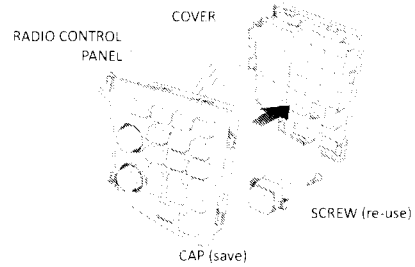 COVER
RADIO CONTROL
PANEL
SCREW (re-use)
CAP (save)